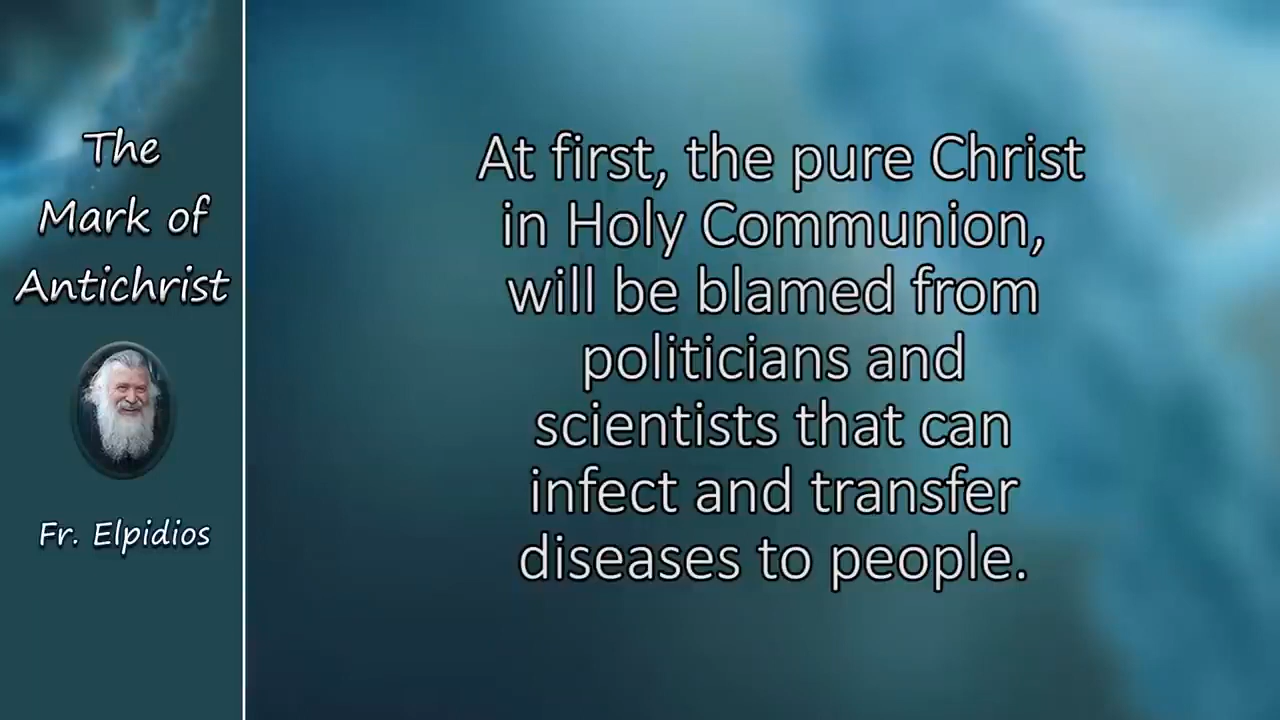 The
Mark of
Antichrist
Fr. Elpidios
At first, the pure Christ
in Holy Communion,
will be blamed from
politicians and
scientists that can
infect and transfer
diseases to people.